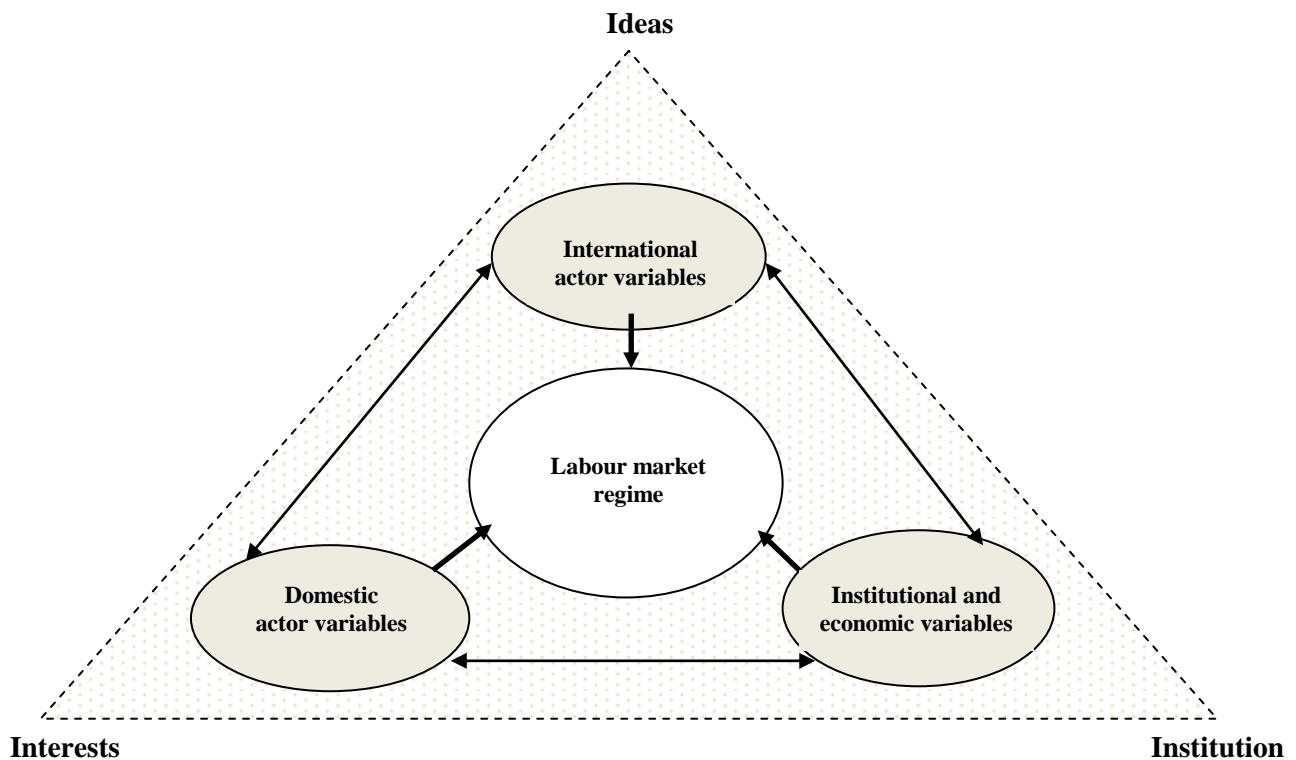 Ideas
International
actor variables
Labour market
regime
Domestic
actor variables
Institutional and
economic variables
Interests
Institution